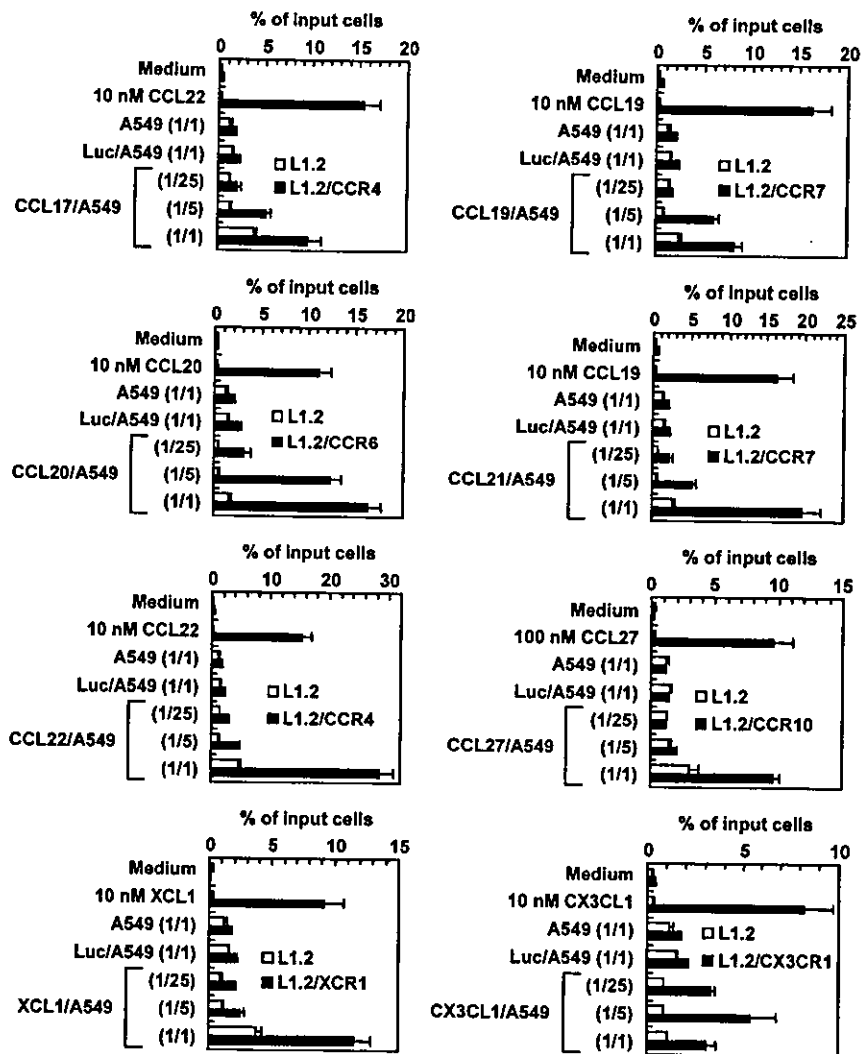 % of input cells
0 5 10 15 20
Medium
10 nM CCL22
A549 (1/1)
Luc/A549 (1/1)
CCL17/A549
(1/25)
(1/5)
(1/1)
L1.2
L1.2/CCR4
% of input cells
0 5 10 15 20
Medium
10 nM CCL19
A549 (1/1)
Luc/A549 (1/1)
CCL19/A549
(1/25)
(1/5)
(1/1)
L1.2
L1.2/CCR7
% of input cells
0 5 10 15 20
Medium
10 nM CCL20
A549 (1/1)
Luc/A549 (1/1)
CCL20/A549
(1/25)
(1/5)
(1/1)
L1.2
L1.2/CCR6
% of input cells
0 5 10 15 20 25
Medium
10 nM CCL19
A549 (1/1)
Luc/A549 (1/1)
CCL21/A549
(1/25)
(1/5)
(1/1)
L1.2
L1.2/CCR7
% of input cells
0 10 20 30
Medium
10 nM CCL22
A549 (1/1)
Luc/A549 (1/1)
CCL22/A549
(1/25)
(1/5)
(1/1)
L1.2
L1.2/CCR4
% of input cells
0 5 10 15
Medium
100 nM CCL27
A549 (1/1)
Luc/A549 (1/1)
CCL27/A549
(1/25)
(1/5)
(1/1)
L1.2
L1.2/CCR10
% of input cells
0 5 10 15
Medium
10 nM XCL1
A549 (1/1)
Luc/A549 (1/1)
XCL1/A549
(1/25)
(1/5)
(1/1)
L1.2
L1.2/XCR1
% of input cells
0 5 10
Medium
10 nM CX3CL1
A549 (1/1)
Luc/A549 (1/1)
CX3CL1/A549
(1/25)
(1/5)
(1/1)
L1.2
L1.2/CX3CR1